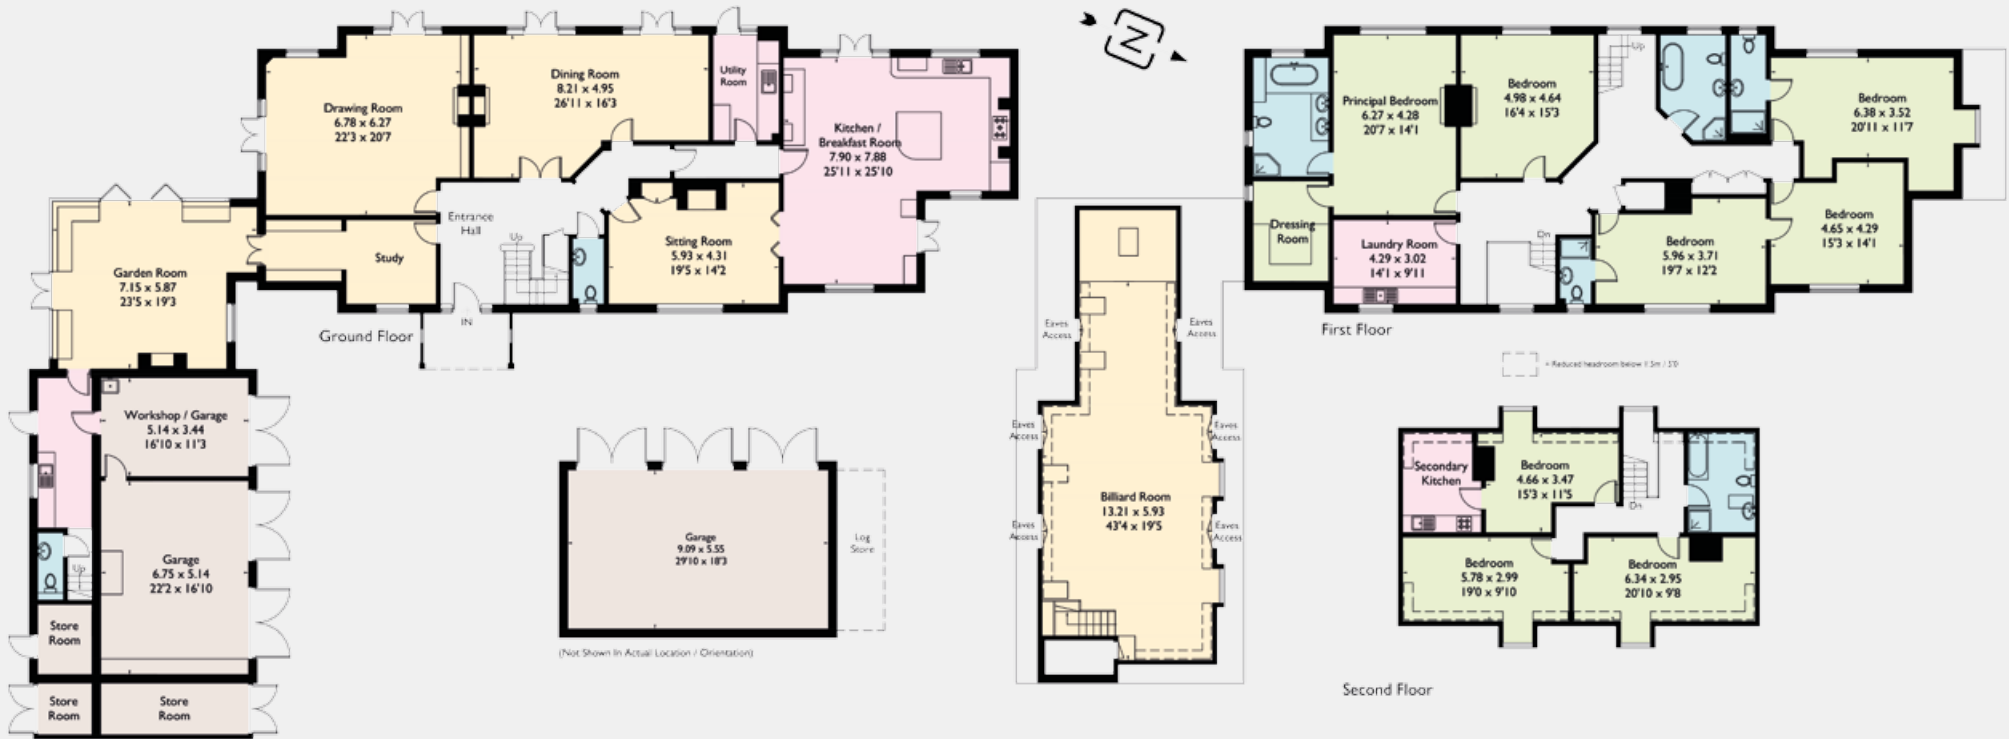 Drawing Room
6.78 x 6.27
22'3 x 20'7
Dining Room
8.21 x 4.95
26'11 x 16'3
Utility
Room
Kitchen /
Breakfast Room
7.90 x 7.88
25'11 x 25'10
Entrance
Hall
Up
Sitting Room
5.93 x 4.31
19'5 x 14'2
Study
Garden Room
7.15 x 5.87
23'5 x 19'3
IN
Ground Floor
Workshop / Garage
5.14 x 3.44
16'10 x 11'3
Garage
6.75 x 5.14
22'2 x 16'10
Up
Store
Room
Store
Room
Store
Room
Garage
9.09 x 5.55
29'10 x 18'3
Log
Store
(Not Shown In Actual Location / Orientation)
N
Eaves
Access
Eaves
Access
Eaves
Access
Eaves
Access
Eaves
Access
Eaves
Access
Billiard Room
13.21 x 5.93
43'4 x 19'5
Principal Bedroom
6.27 x 4.28
20'7 x 14'1
Bedroom
4.98 x 4.64
16'4 x 15'3
Up
Bedroom
6.38 x 3.52
20'11 x 11'7
Dressing
Room
Laundry Room
4.29 x 3.02
14'1 x 9'11
Dn
Bedroom
5.96 x 3.71
19'7 x 12'2
Bedroom
4.65 x 4.29
15'3 x 14'1
First Floor
= Reduced headroom below 1.5m / 5'0
Secondary
Kitchen
Bedroom
4.66 x 3.47
15'3 x 11'5
Dn
Bedroom
5.78 x 2.99
19'0 x 9'10
Bedroom
6.34 x 2.95
20'10 x 9'8
Second Floor